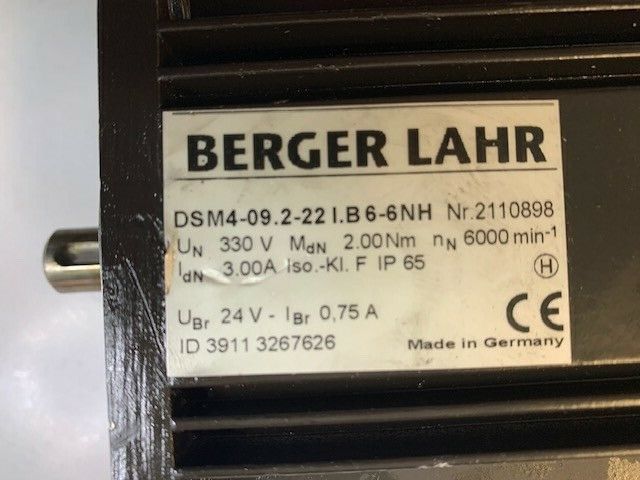 BERGER LAHR
DSM4-09.2-22 I.B 6-6NH Nr.2110898
UN 330 V MdN 2.00Nm nN 6000 min-1
IdN 3.00A Iso.-Kl. F IP 65 H
UBr 24 V - IBr 0,75 A CE
ID 3911 3267626 Made in Germany